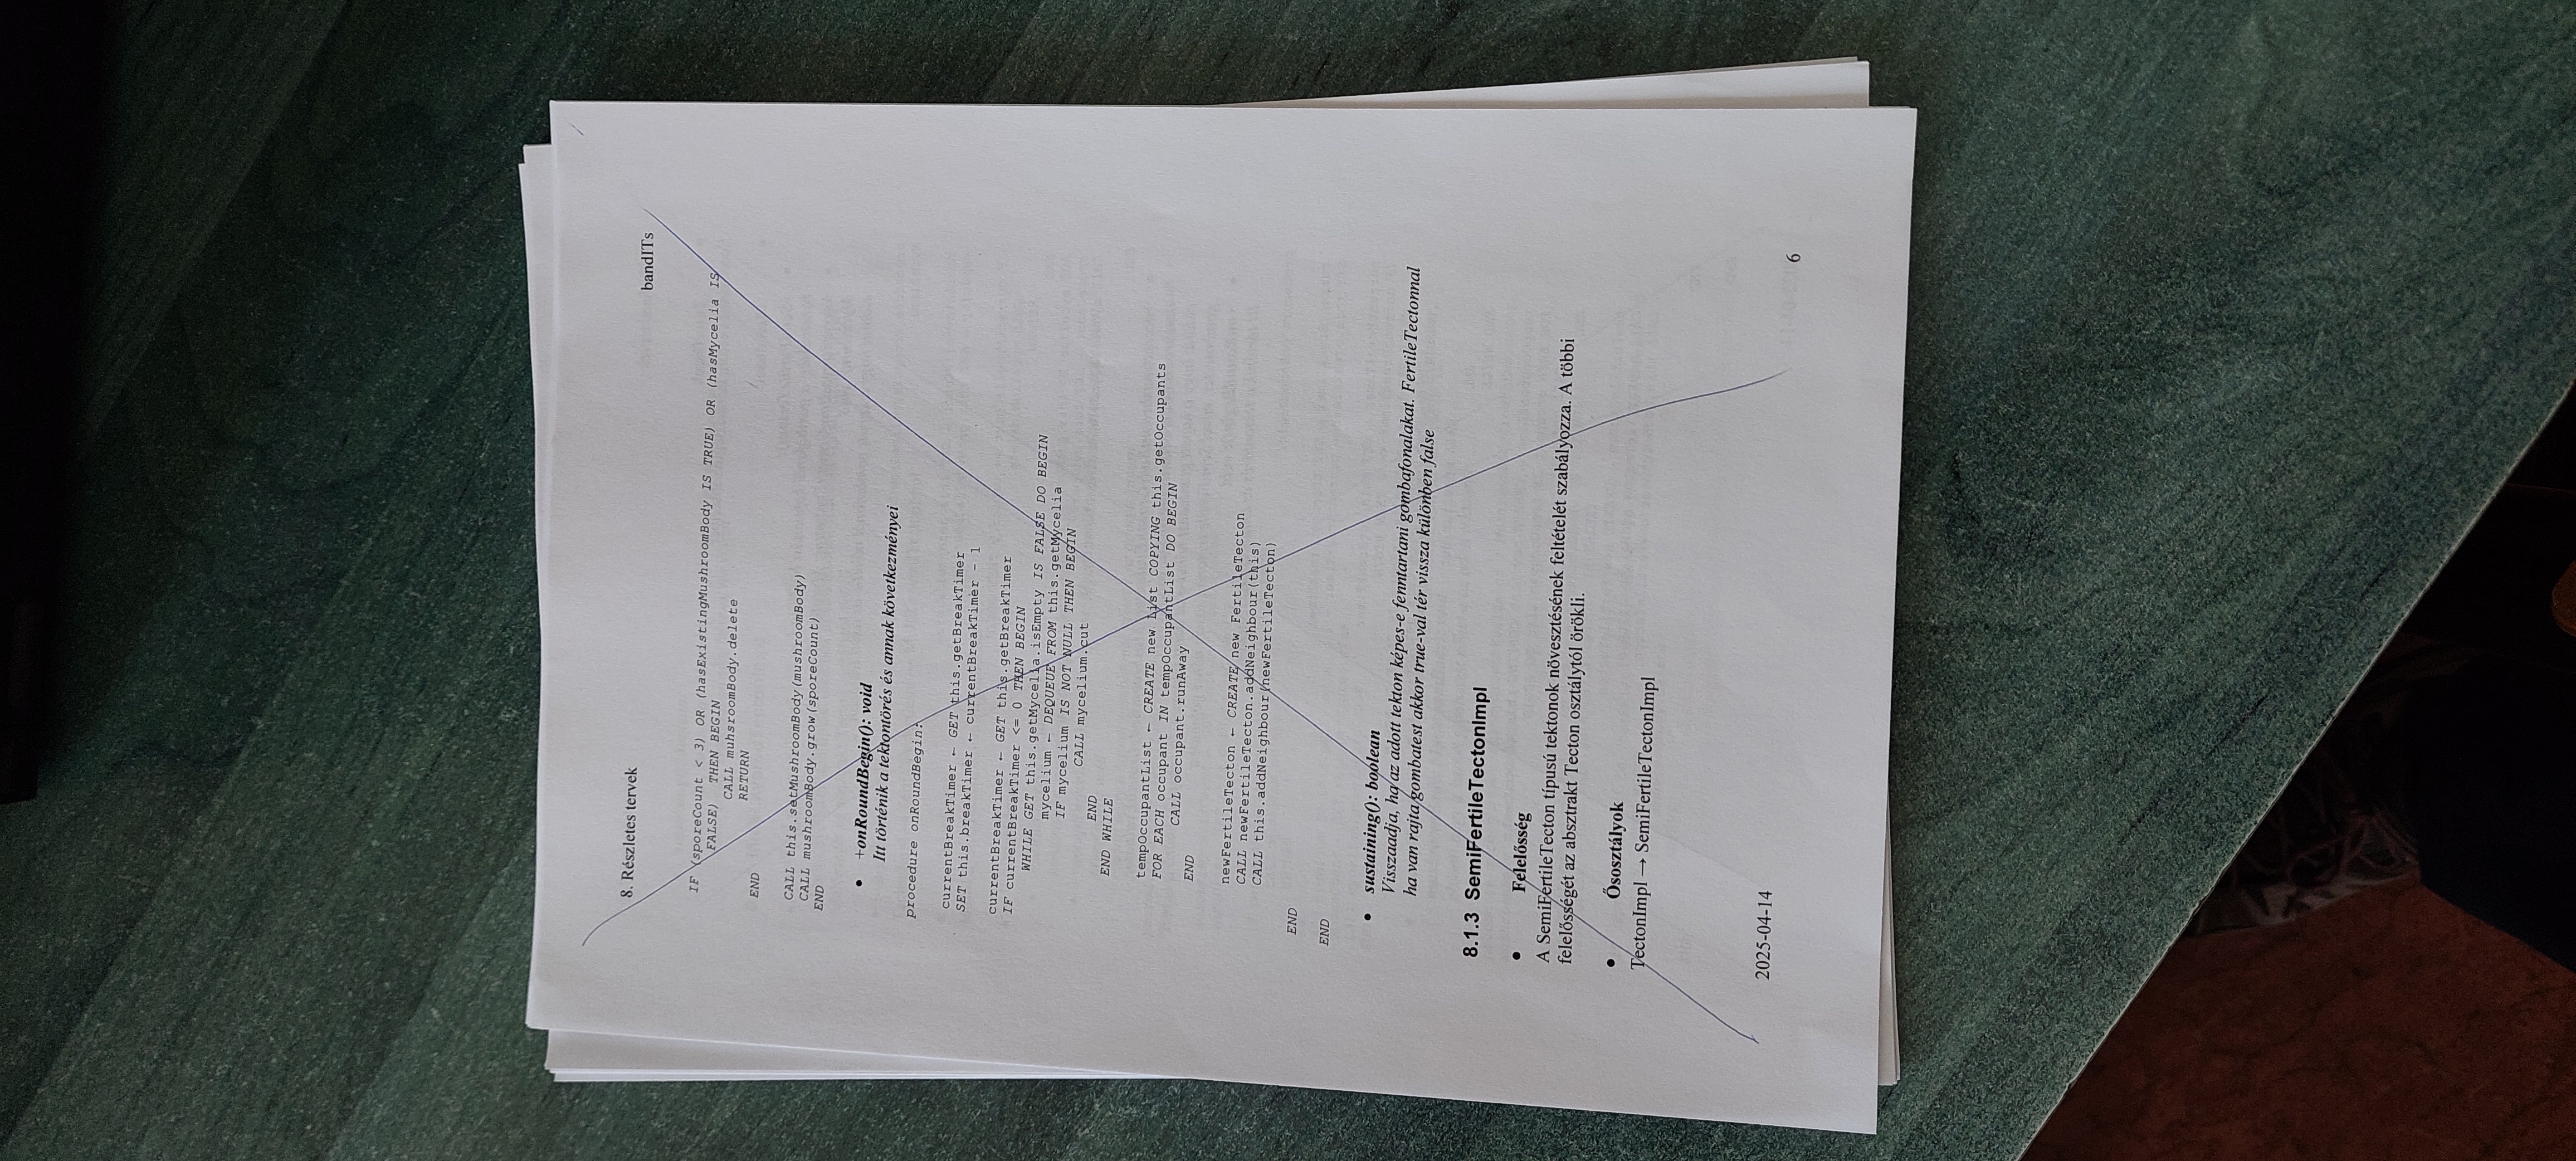 8. Részletes tervek bandITs
IF (sporeCount < 3) OR (hasExistingMushroomBody IS TRUE) OR (hasMycelia IS
FALSE) THEN BEGIN
CALL muhsroomBody.delete
RETURN
END
CALL this.setMushroomBody(mushroomBody)
CALL mushroomBody.grow(sporeCount)
END
• +onRoundBegin(): void
Itt történik a tektontörés és annak következményei
procedure onRoundBegin:
currentBreakTimer ← GET this.getBreakTimer
SET this.breakTimer ← currentBreakTimer - 1
currentBreakTimer ← GET this.getBreakTimer
IF currentBreakTimer <= 0 THEN BEGIN
WHILE GET this.getMycelia.isEmpty IS FALSE DO BEGIN
mycelium ← DEQUEUE FROM this.getMycelia
IF mycelium IS NOT NULL THEN BEGIN
CALL mycelium.cut
END
END WHILE
tempOccupantList ← CREATE new List COPYING this.getOccupants
FOR EACH occupant IN tempOccupantList DO BEGIN
CALL occupant.runAway
END
newFertileTecton ← CREATE new FertileTecton
CALL newFertileTecton.addNeighbour(this)
CALL this.addNeighbour(newFertileTecton)
END
END
• sustaining(): boolean
Visszaadja, ha az adott tekton képes-e fenntartani gombafonalakat. FertileTectonnal
ha van rajta gombatest akkor true-val tér vissza különben false
8.1.3 SemiFertileTectonImpl
• Felelősség
A SemiFertileTecton típusú tektonok növesztésének feltételét szabályozza. A többi
felelősségét az absztrakt Tecton osztálytól örökli.
• Ősosztályok
TectonImpl → SemiFertileTectonImpl
2025-04-14 6